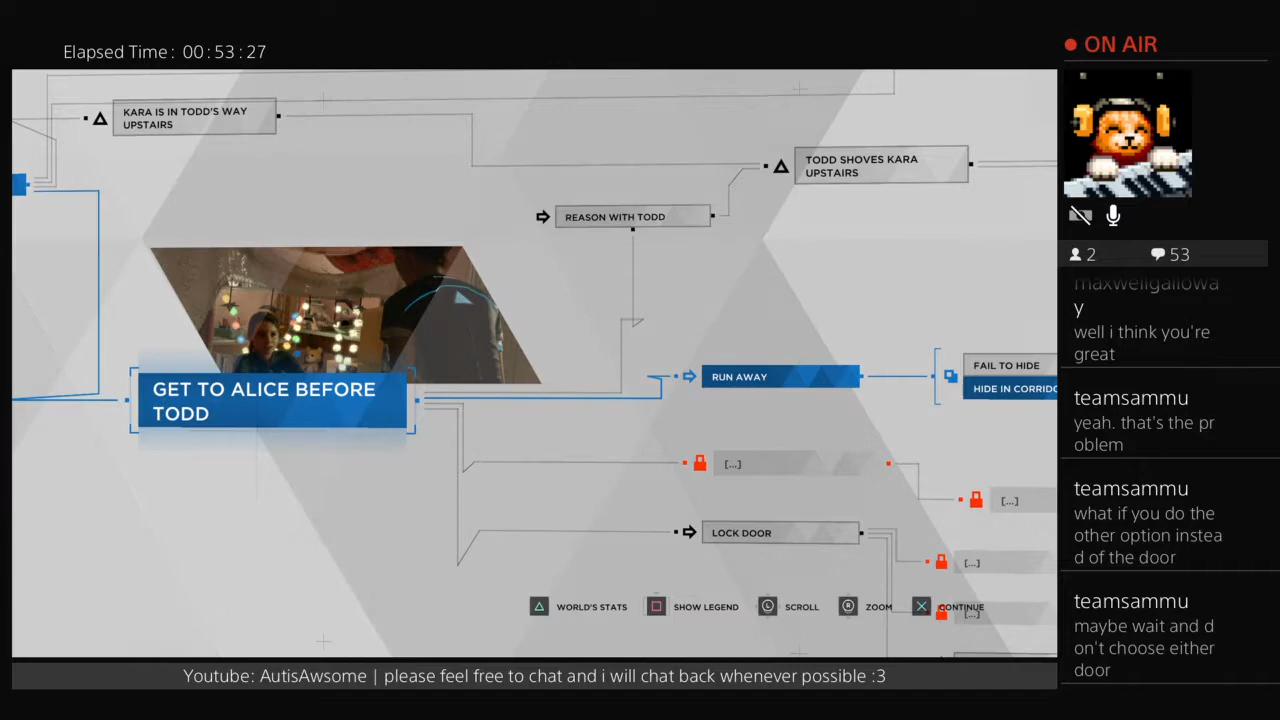 Elapsed Time: 00:53:27
KARA IS IN TODD'S WAY
UPSTAIRS
TODD SHOVES KARA
UPSTAIRS
REASON WITH TODD
GET TO ALICE BEFORE
TODD
RUN AWAY
FAIL TO HIDE
HIDE IN CORRIDO
[...]
[...]
LOCK DOOR
[...]
[...]
WORLD'S STATS
SHOW LEGEND
L
SCROLL
R
ZOOM
CONTINUE
Youtube: AutisAwsome | please feel free to chat and i will chat back whenever possible :3
ON AIR
2
53
maxwellgallowa
y
well i think you're
great
teamsammu
yeah. that's the pr
oblem
teamsammu
what if you do the
other option instea
d of the door
teamsammu
maybe wait and d
on't choose either
door